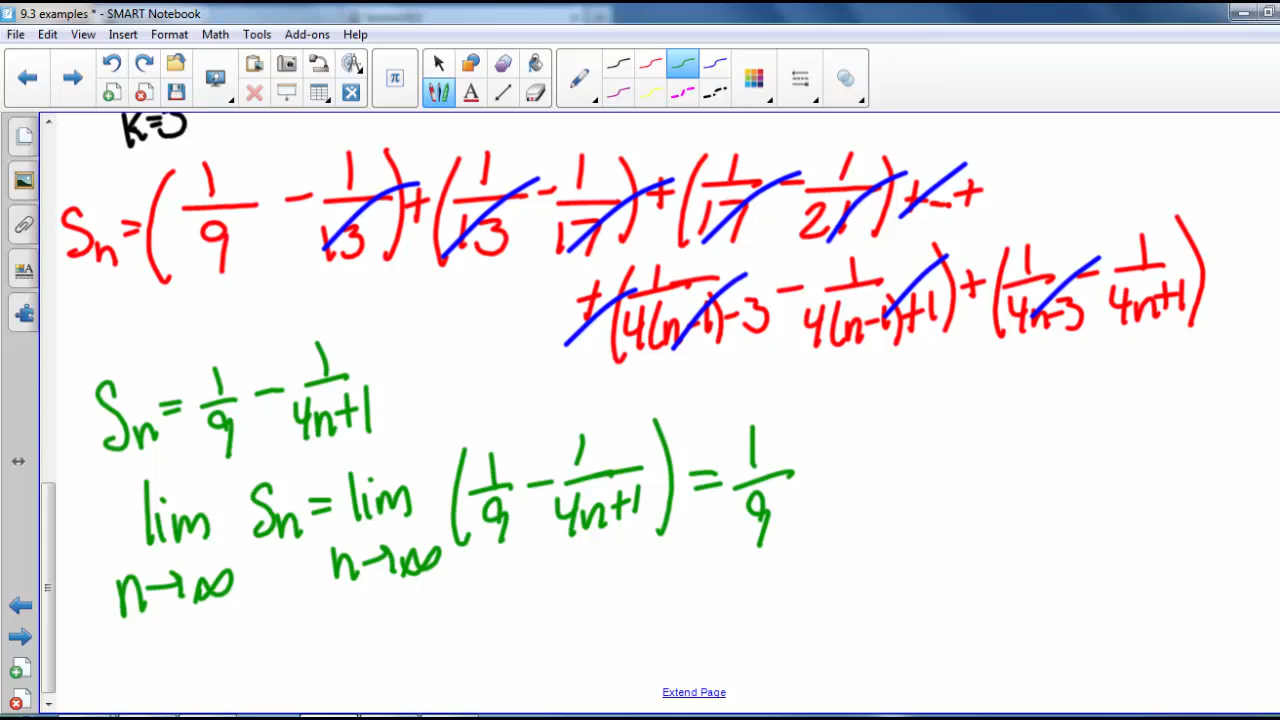 9.3 examples * - SMART Notebook
File Edit View Insert Format Math Tools Add-ons Help
π A
k=3
Sn = (1/9 - 1/13) + (1/13 - 1/17) + (1/17 - 1/21) + ... +
+ (1/4(n-1)-3 - 1/4(n-1)+1) + (1/4n-3 - 1/4n+1)
Sn = 1/9 - 1/4n+1
lim n→∞ Sn = lim n→∞ (1/9 - 1/4n+1) = 1/9
Extend Page